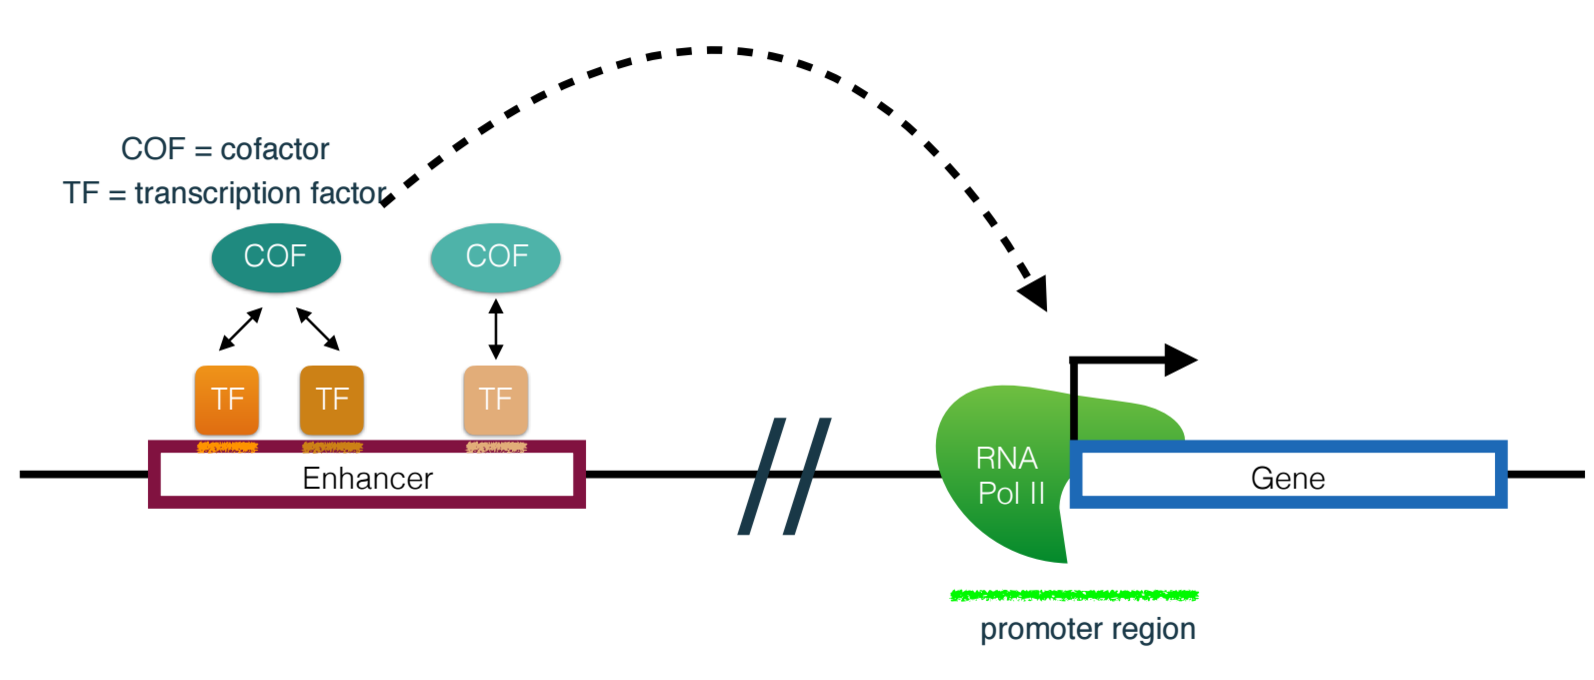 COF = cofactor
TF = transcription factor
COF
COF
TF
TF
TF
Enhancer
RNA
Pol II
Gene
promoter region